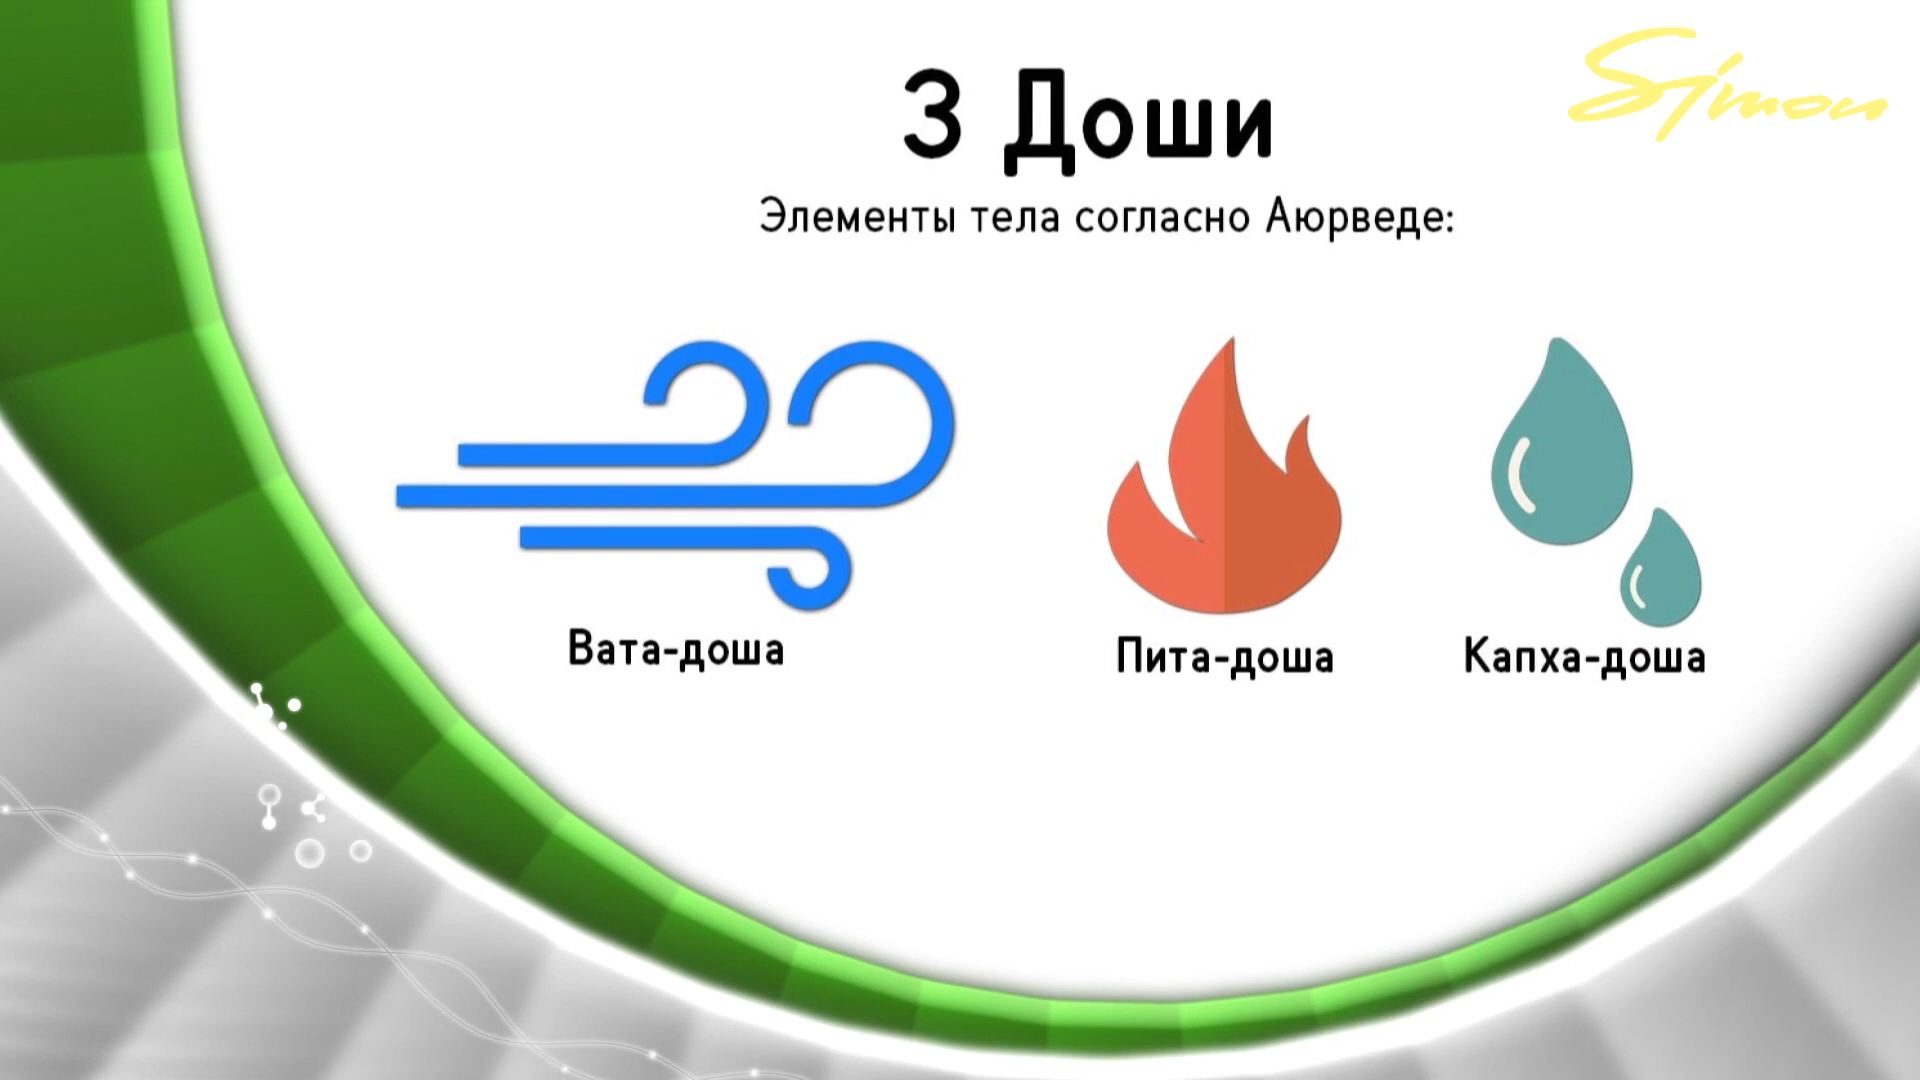 Simon
3 Доши
Элементы тела согласно Аюрведе:
Вата-доша
Пита-доша
Капха-доша